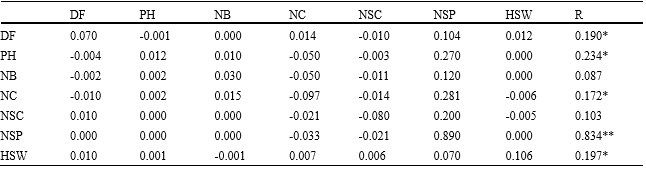 DF PH NB NC NSC NSP HSW R
DF 0.070 -0.001 0.000 0.014 -0.010 0.104 0.012 0.190*
PH -0.004 0.012 0.010 -0.050 -0.003 0.270 0.000 0.234*
NB -0.002 0.002 0.030 -0.050 -0.011 0.120 0.000 0.087
NC -0.010 0.002 0.015 -0.097 -0.014 0.281 -0.006 0.172*
NSC 0.010 0.000 0.000 -0.021 -0.080 0.200 -0.005 0.103
NSP 0.000 0.000 0.000 -0.033 -0.021 0.890 0.000 0.834**
HSW 0.010 0.001 -0.001 0.007 0.006 0.070 0.106 0.197*